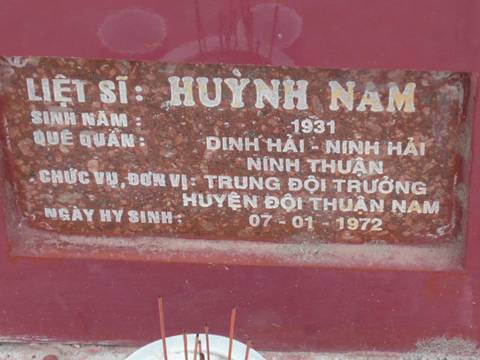 LIỆT SĨ: HUỲNH NAM
SINH NĂM: 1931
QUÊ QUÁN: DINH HẢI - NINH HẢI
NINH THUẬN
CHỨC VỤ, ĐƠN VỊ: TRUNG ĐỘI TRƯỞNG
HUYỆN ĐỘI THUẬN NAM
NGÀY HY SINH: 07-01-1972